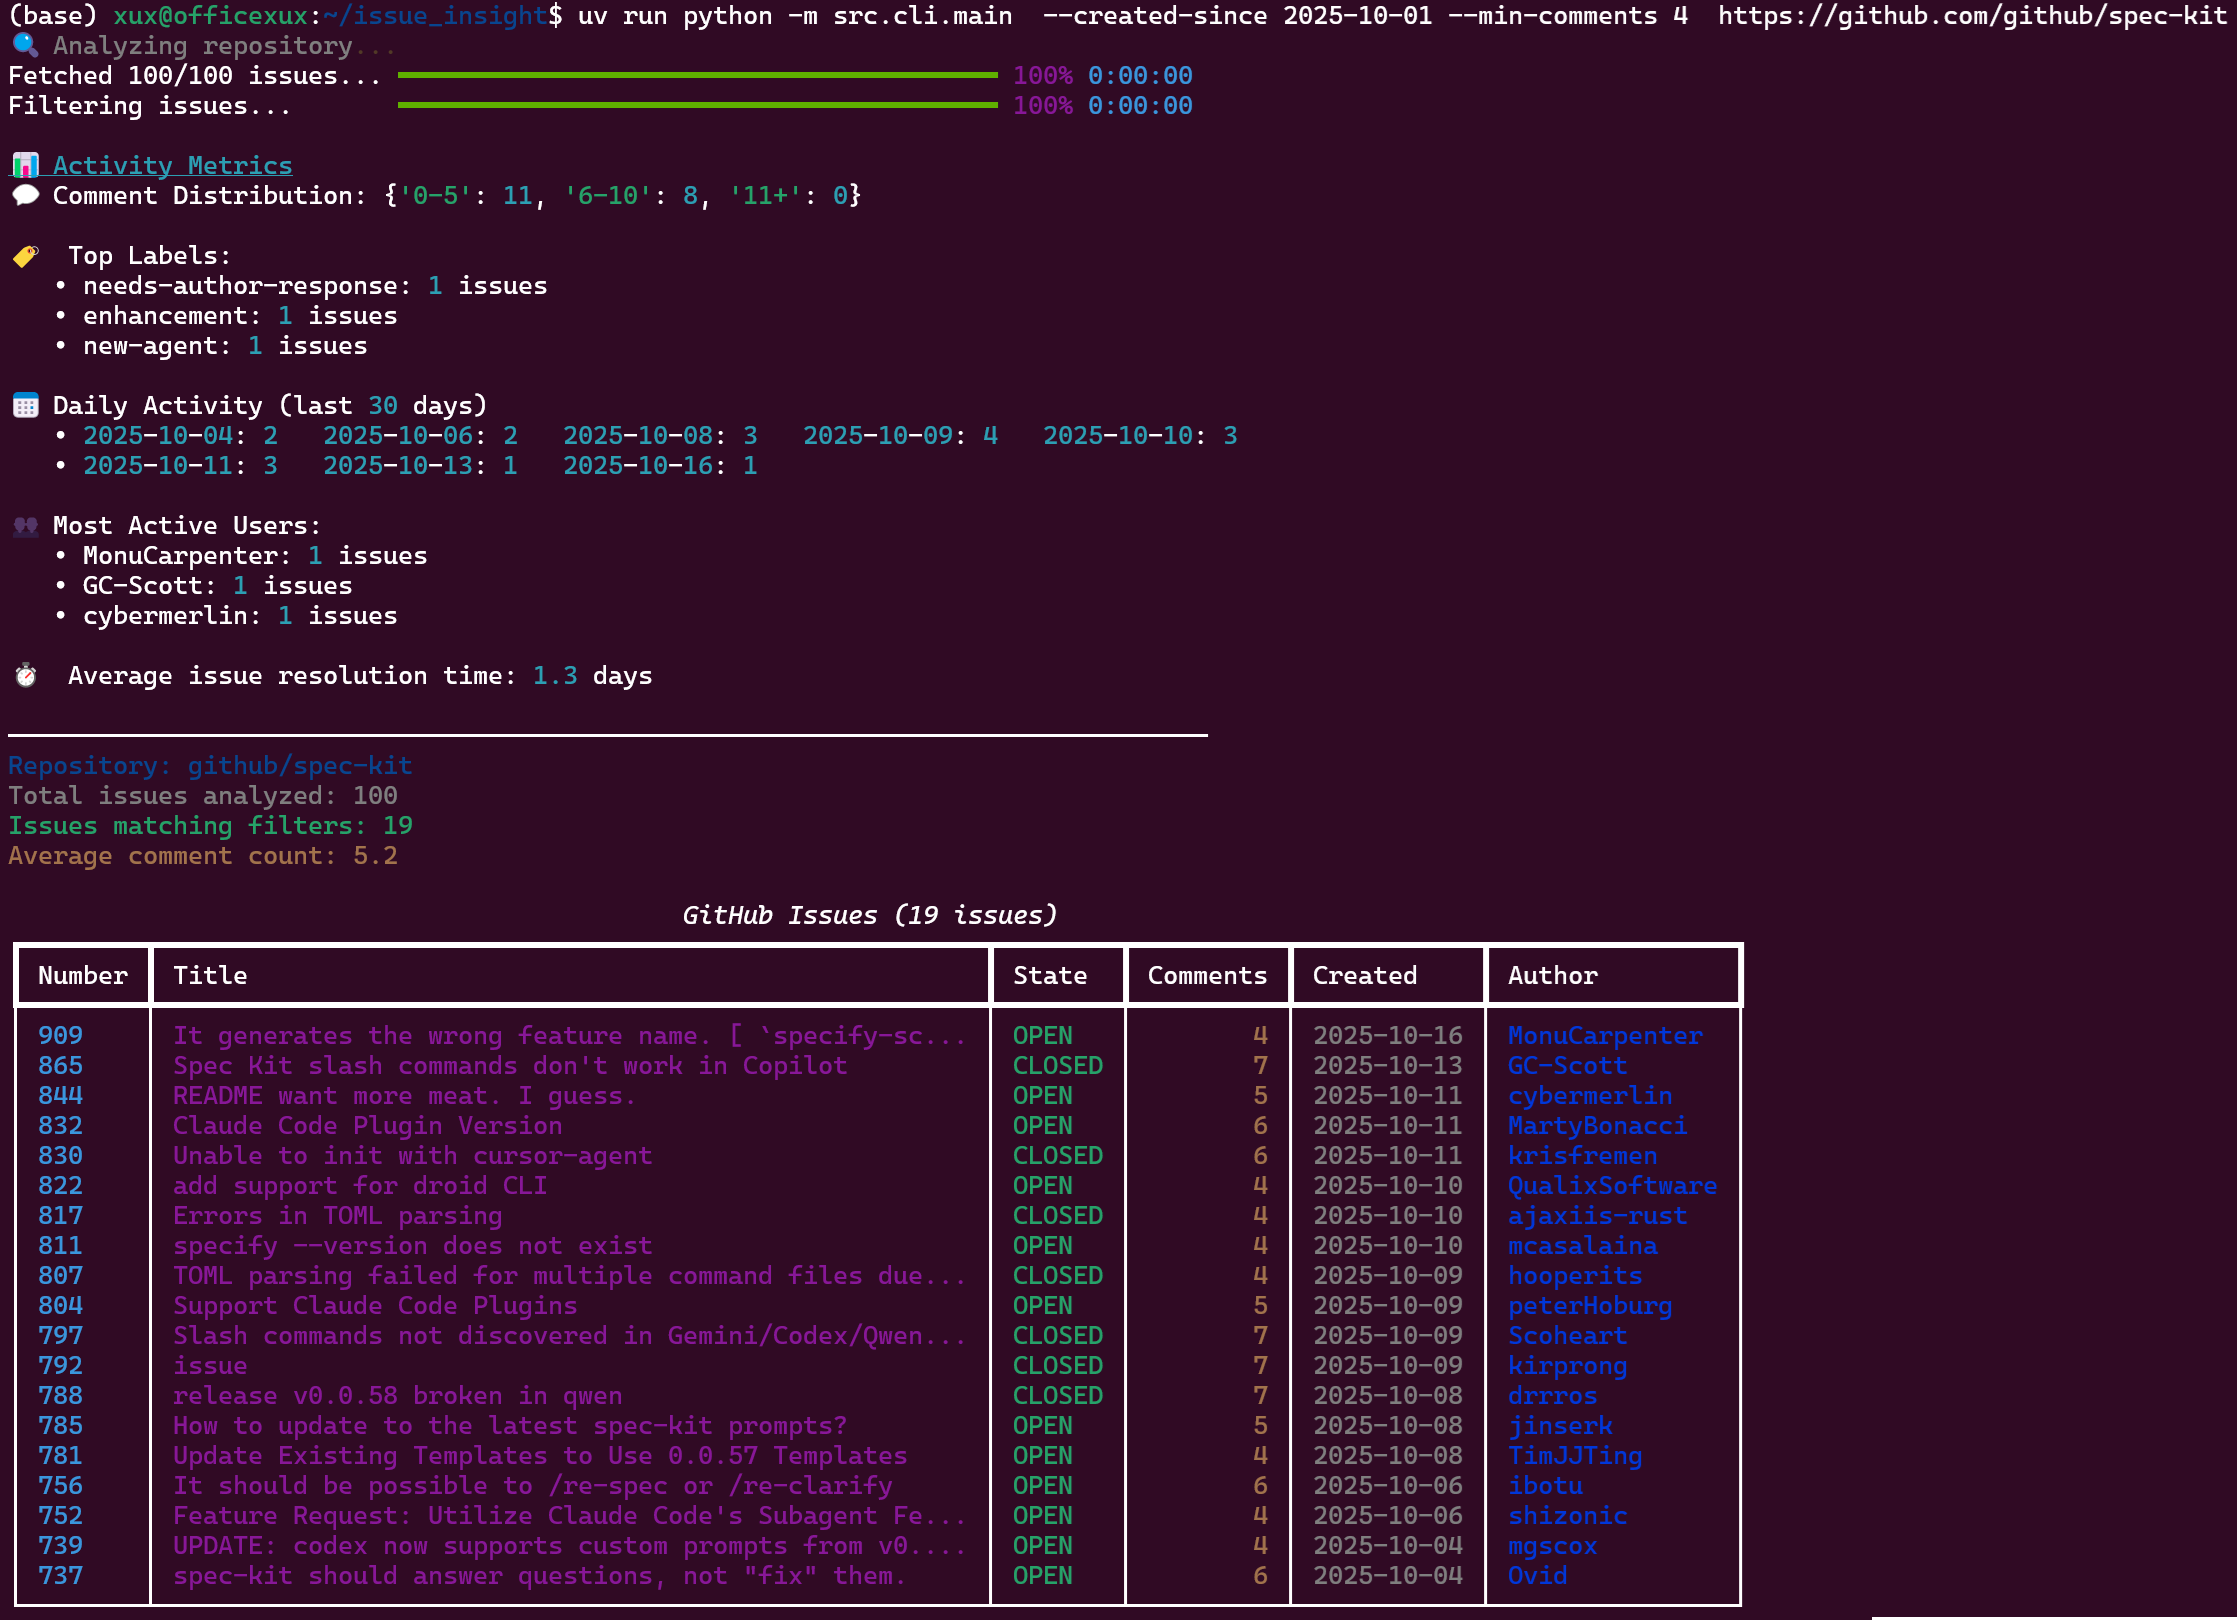 (base) xux@officexux:~/issue_insight$ uv run python -m src.cli.main  --created-since 2025-10-01 --min-comments 4  https://github.com/github/spec-kit
🔍 Analyzing repository...
Fetched 100/100 issues... 100% 0:00:00
Filtering issues... 100% 0:00:00
📊 Activity Metrics
💬 Comment Distribution: {'0-5': 11, '6-10': 8, '11+': 0}
🏷️ Top Labels:
• needs-author-response: 1 issues
• enhancement: 1 issues
• new-agent: 1 issues
📅 Daily Activity (last 30 days)
• 2025-10-04: 2   2025-10-06: 2   2025-10-08: 3   2025-10-09: 4   2025-10-10: 3
• 2025-10-11: 3   2025-10-13: 1   2025-10-16: 1
👥 Most Active Users:
• MonuCarpenter: 1 issues
• GC-Scott: 1 issues
• cybermerlin: 1 issues
⏱️ Average issue resolution time: 1.3 days
Repository: github/spec-kit
Total issues analyzed: 100
Issues matching filters: 19
Average comment count: 5.2
GitHub Issues (19 issues)
Number Title State Comments Created Author
909 It generates the wrong feature name. [ `specify-sc... OPEN 4 2025-10-16 MonuCarpenter
865 Spec Kit slash commands don't work in Copilot CLOSED 7 2025-10-13 GC-Scott
844 README want more meat. I guess. OPEN 5 2025-10-11 cybermerlin
832 Claude Code Plugin Version OPEN 6 2025-10-11 MartyBonacci
830 Unable to init with cursor-agent CLOSED 6 2025-10-11 krisfremen
822 add support for droid CLI OPEN 4 2025-10-10 QualixSoftware
817 Errors in TOML parsing CLOSED 4 2025-10-10 ajaxiis-rust
811 specify --version does not exist OPEN 4 2025-10-10 mcasalaina
807 TOML parsing failed for multiple command files due... CLOSED 4 2025-10-09 hooperits
804 Support Claude Code Plugins OPEN 5 2025-10-09 peterHoburg
797 Slash commands not discovered in Gemini/Codex/Qwen... CLOSED 7 2025-10-09 Scoheart
792 issue CLOSED 7 2025-10-09 kirprong
788 release v0.0.58 broken in qwen CLOSED 7 2025-10-08 drrros
785 How to update to the latest spec-kit prompts? OPEN 5 2025-10-08 jinserk
781 Update Existing Templates to Use 0.0.57 Templates OPEN 4 2025-10-08 TimJJTing
756 It should be possible to /re-spec or /re-clarify OPEN 6 2025-10-06 ibotu
752 Feature Request: Utilize Claude Code's Subagent Fe... OPEN 4 2025-10-06 shizonic
739 UPDATE: codex now supports custom prompts from v0.... OPEN 4 2025-10-04 mgscox
737 spec-kit should answer questions, not "fix" them. OPEN 6 2025-10-04 Ovid